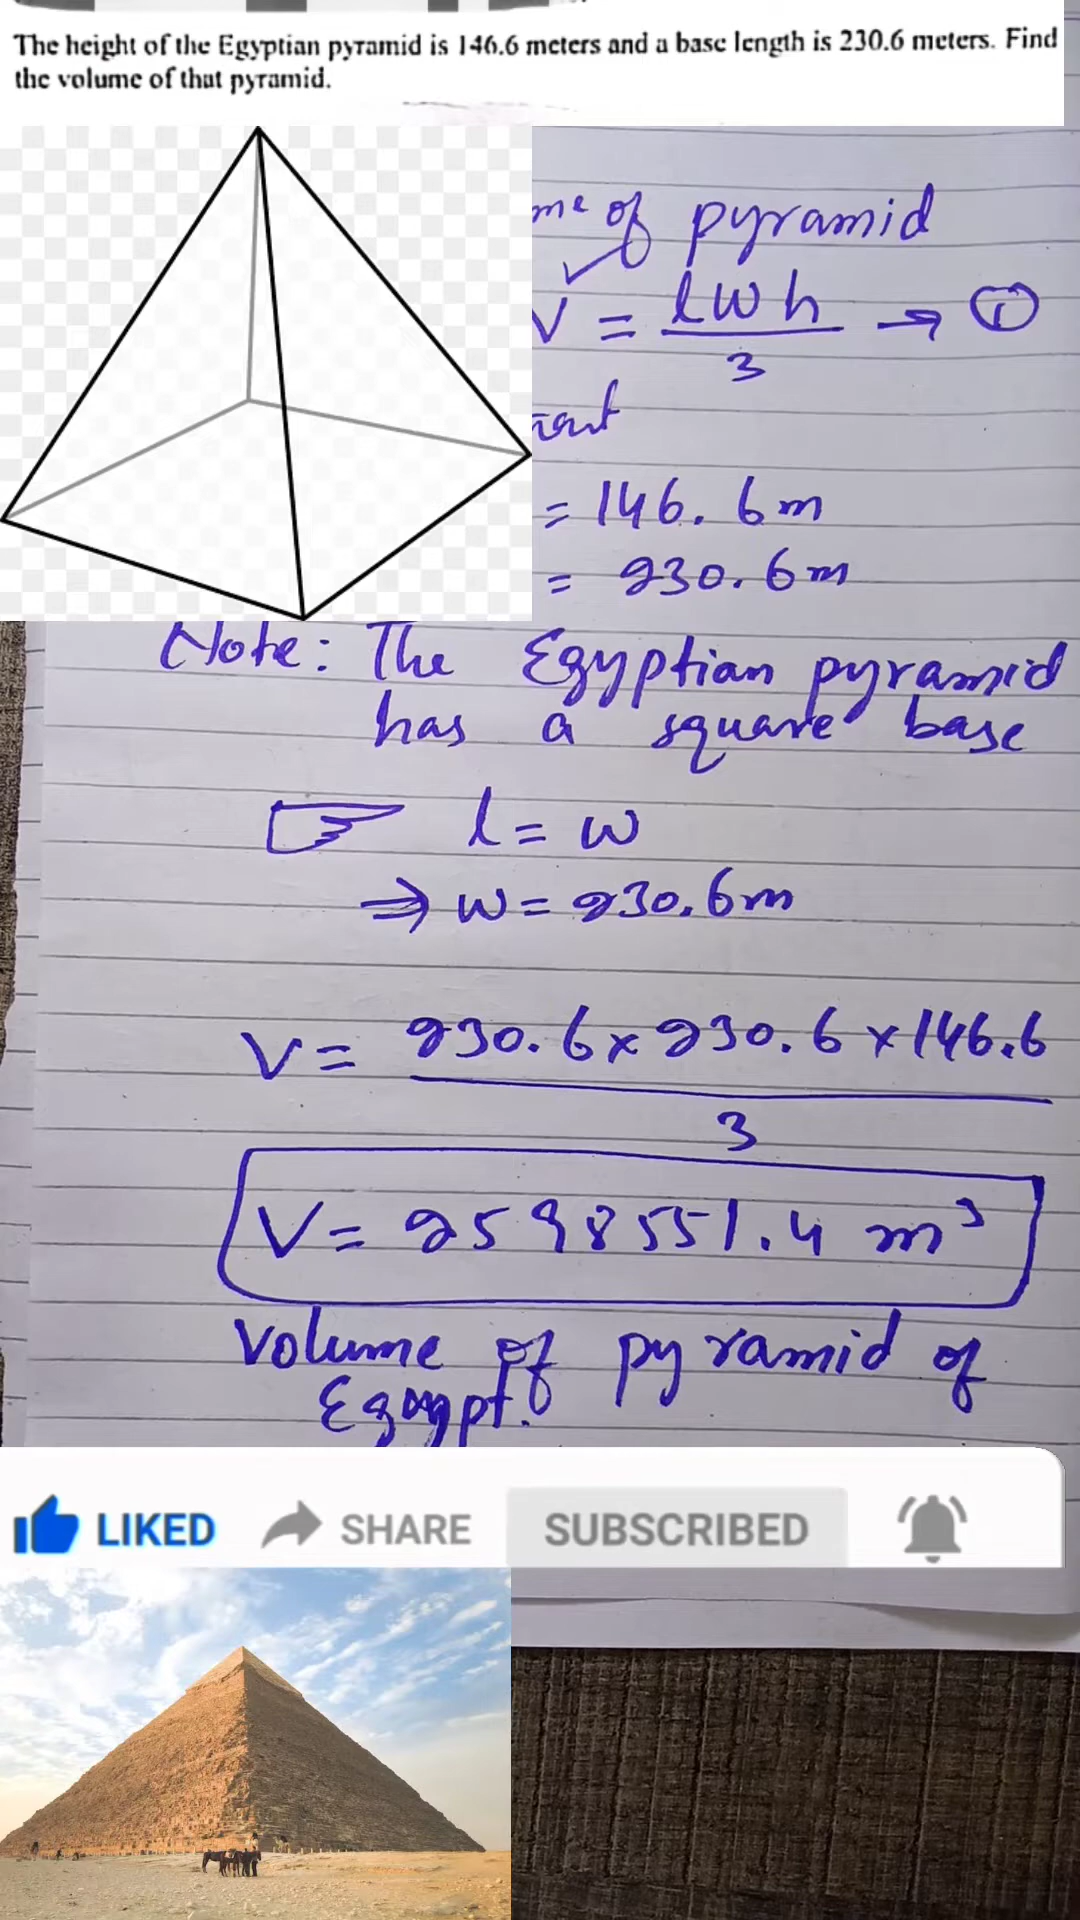 The height of the Egyptian pyramid is 146.6 meters and a base length is 230.6 meters. Find
the volume of that pyramid.
me of pyramid
V = lwh / 3 → ①
= 146.6m
= 230.6m
Note: The Egyptian pyramid
has a square base
l = w
⇒ w = 230.6m
V = 230.6 x 230.6 x 146.6
3
V = 2598551.4 m³
Volume of pyramid of
Egypt.
LIKED SHARE SUBSCRIBED